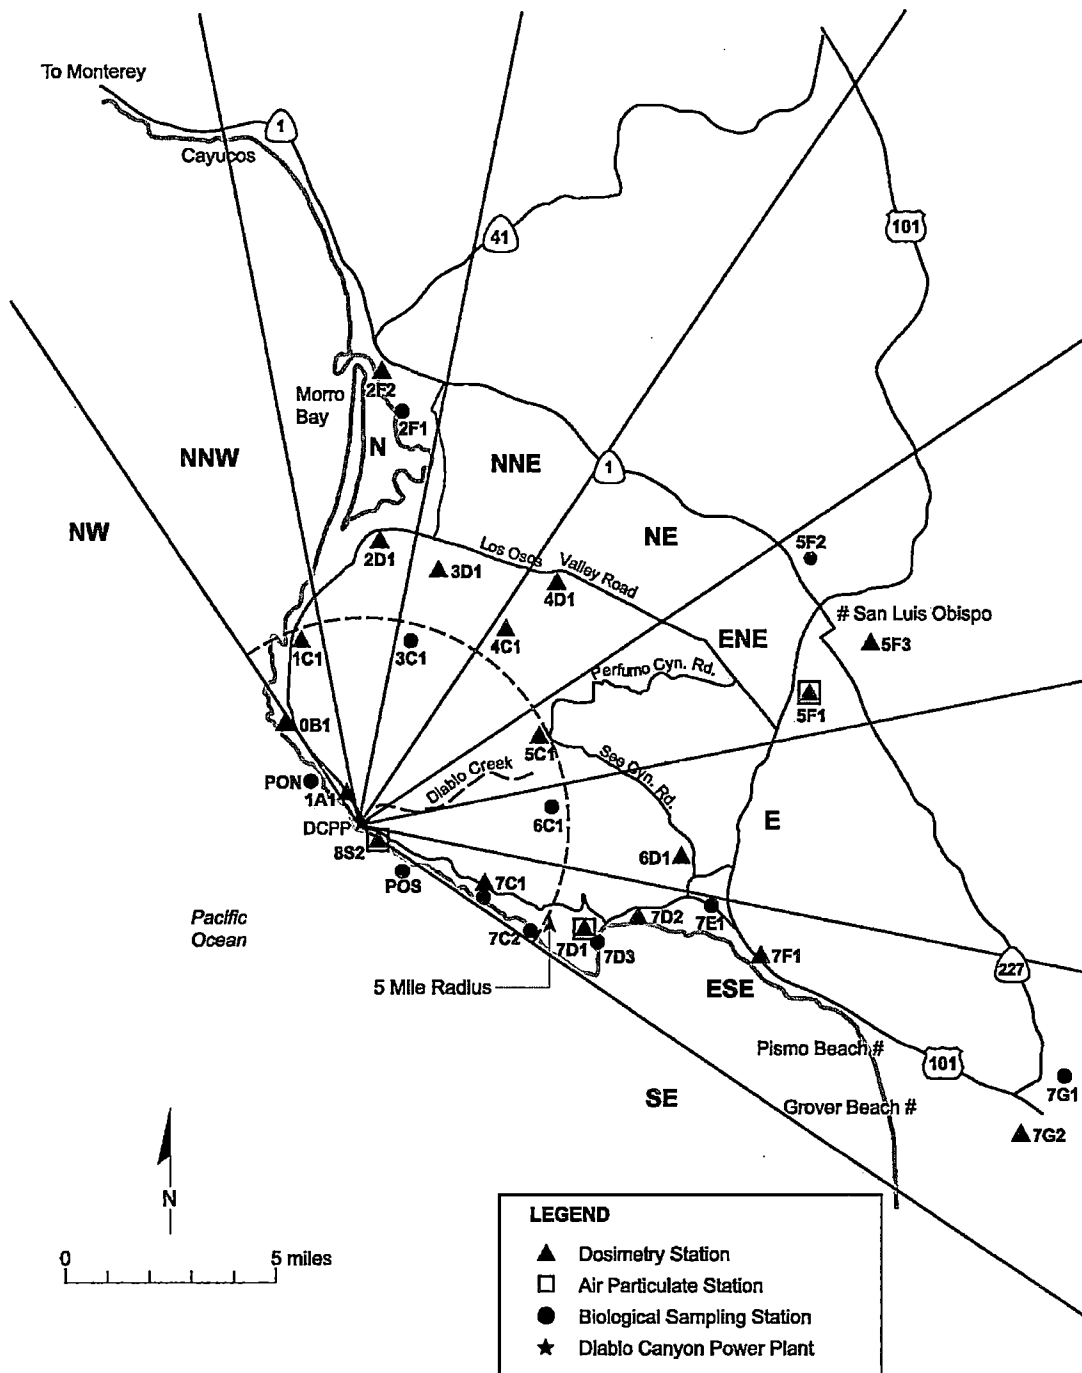 To Monterey
1
Cayucos
41
101
Morro
Bay
2F2
2F1
N
NNW
NNE
1
NW
NE
5F2
Los Osos Valley Road
2D1
3D1
4D1
# San Luis Obispo
5F3
1C1
3C1
4C1
ENE
Perfumo Cyn. Rd.
5F1
0B1
5C1
See Cyn. Rd.
Diablo Creek
PON
1A1
DCPP
6C1
E
8S2
6D1
POS
7C1
Pacific
Ocean
7C2
7D1
7D3
7D2
7E1
7F1
227
5 Mile Radius
ESE
Pismo Beach #
101
SE
Grover Beach #
7G1
7G2
N
0
5 miles
LEGEND
Dosimetry Station
Air Particulate Station
Biological Sampling Station
Diablo Canyon Power Plant